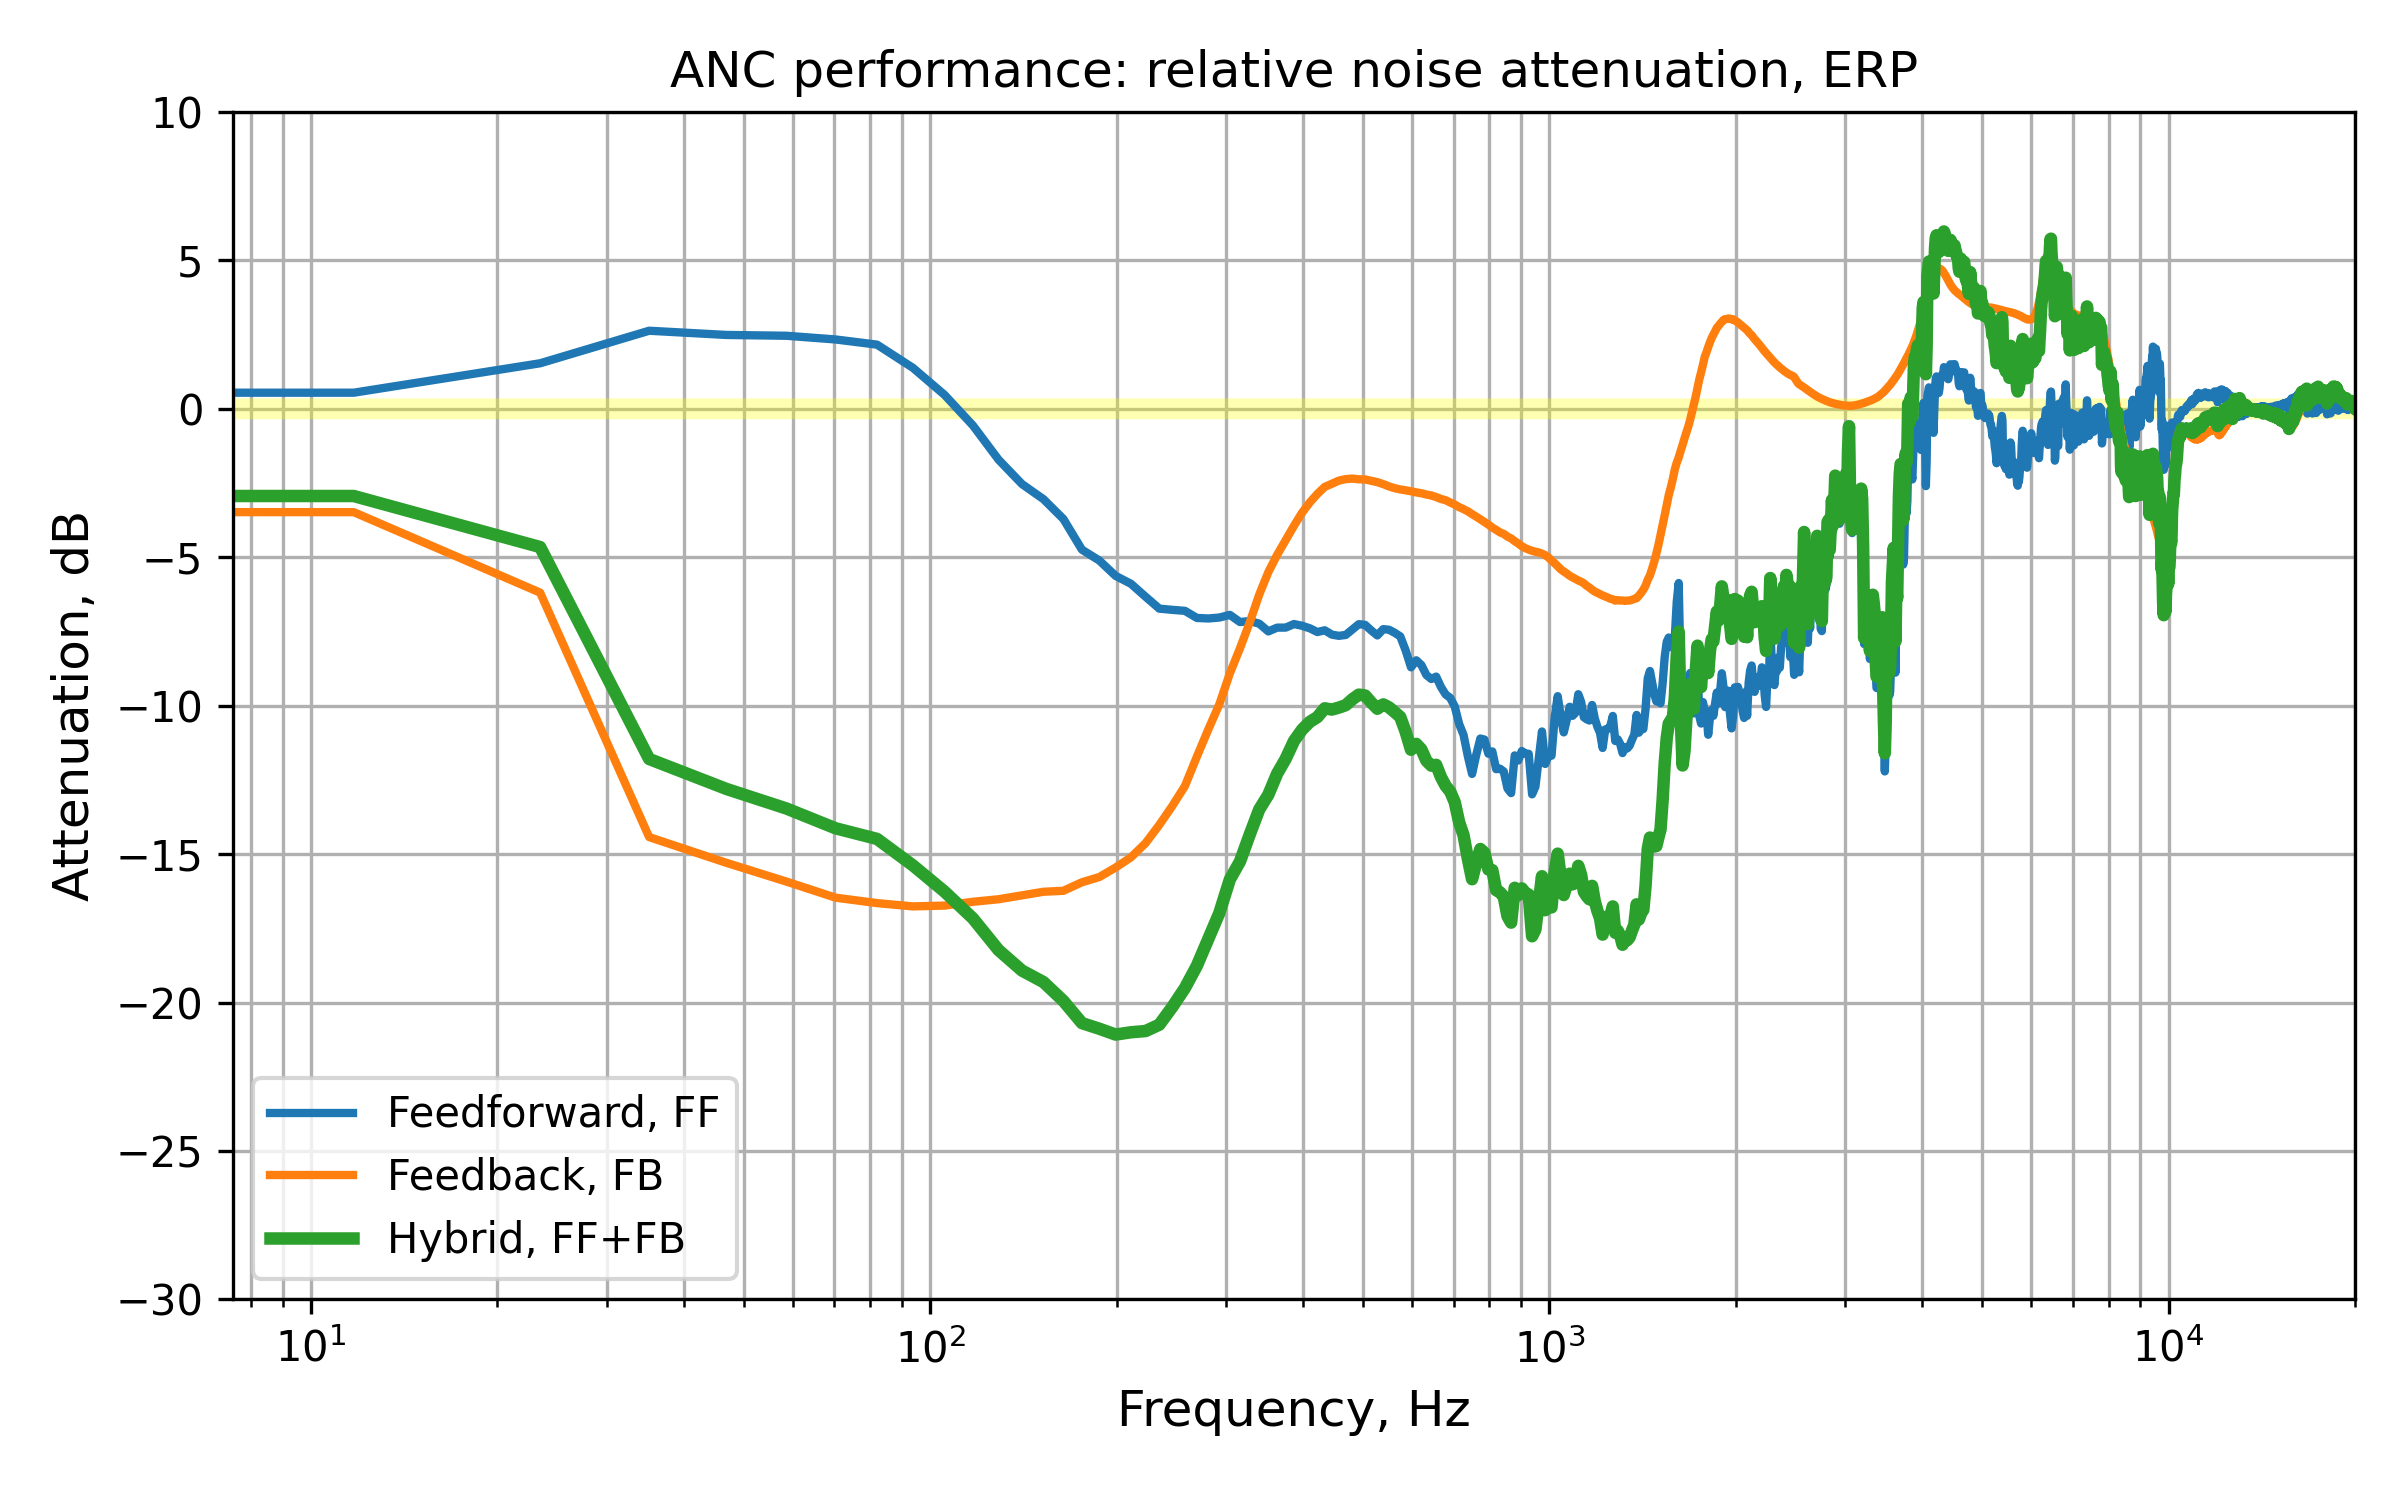 ANC performance: relative noise attenuation, ERP
10
5
0
−5
−10
−15
−20
−25
−30
Attenuation, dB
Feedforward, FF
Feedback, FB
Hybrid, FF+FB
10¹
10²
10³
10⁴
Frequency, Hz